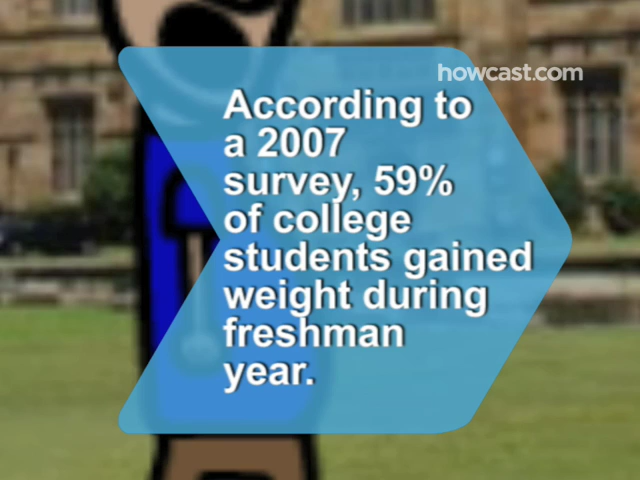 howcast.com
According to
a 2007
survey, 59%
of college
students gained
weight during
freshman
year.